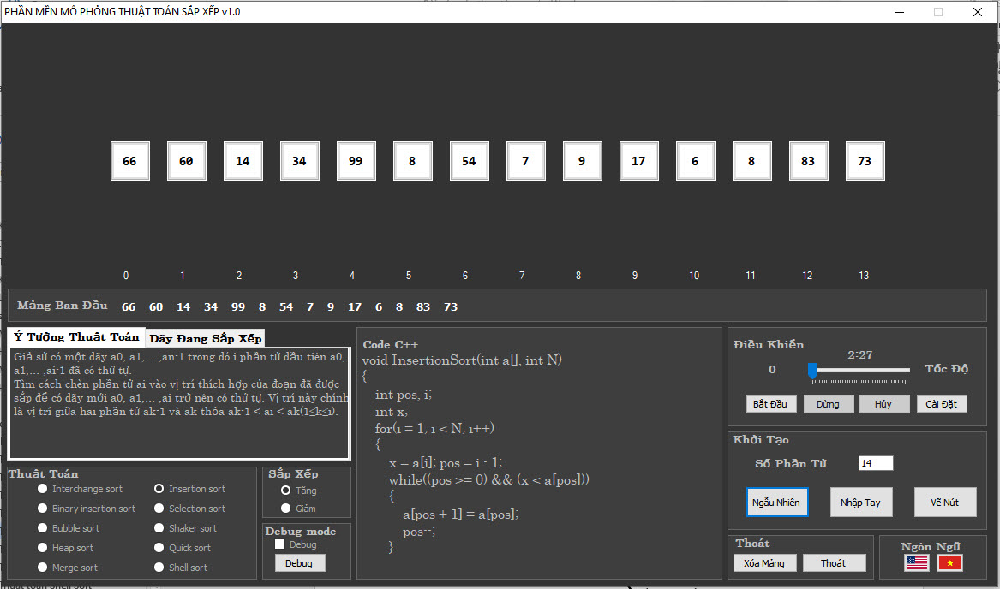 PHẦN MỀN MÔ PHỎNG THUẬT TOÁN SẮP XẾP v1.0
66 60 14 34 99 8 54 7 9 17 6 8 83 73
0 1 2 3 4 5 6 7 8 9 10 11 12 13
Mảng Ban Đầu 66 60 14 34 99 8 54 7 9 17 6 8 83 73
Ý Tưởng Thuật Toán Dãy Đang Sắp Xếp
Giả sử có một dãy a0, a1,... ,an-1 trong đó i phần tử đầu tiên a0,
a1,... ,ai-1 đã có thứ tự.
Tìm cách chèn phần tử ai vào vị trí thích hợp của đoạn đã được
sắp để có dãy mới a0, a1,... ,ai trở nên có thứ tự. Vị trí này chính
là vị trí giữa hai phần tử ak-1 và ak thỏa ak-1 < ai < ak(1≤k≤i).
Thuật Toán
Interchange sort Insertion sort
Binary insertion sort Selection sort
Bubble sort Shaker sort
Heap sort Quick sort
Merge sort Shell sort
Sắp Xếp
Tăng
Giảm
Debug mode
Debug
Debug
Code C++
void InsertionSort(int a[], int N)
{
int pos, i;
int x;
for(i = 1; i < N; i++)
{
x = a[i]; pos = i - 1;
while((pos >= 0) && (x < a[pos]))
{
a[pos + 1] = a[pos];
pos--;
}
Điều Khiển
2:27
0 Tốc Độ
Bắt Đầu Dừng Hủy Cài Đặt
Khởi Tạo
Số Phần Tử 14
Ngẫu Nhiên Nhập Tay Vẽ Nút
Thoát
Xóa Mảng Thoát
Ngôn Ngữ